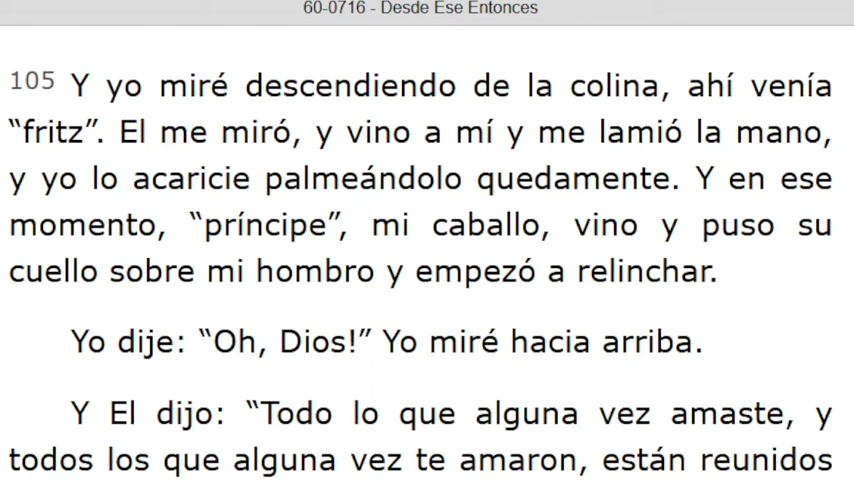 60-0716 - Desde Ese Entonces
105 Y yo miré descendiendo de la colina, ahí venía
“fritz”. El me miró, y vino a mí y me lamió la mano,
y yo lo acaricie palmeándolo quedamente. Y en ese
momento, “príncipe”, mi caballo, vino y puso su
cuello sobre mi hombro y empezó a relinchar.
Yo dije: “Oh, Dios!” Yo miré hacia arriba.
Y El dijo: “Todo lo que alguna vez amaste, y
todos los que alguna vez te amaron, están reunidos